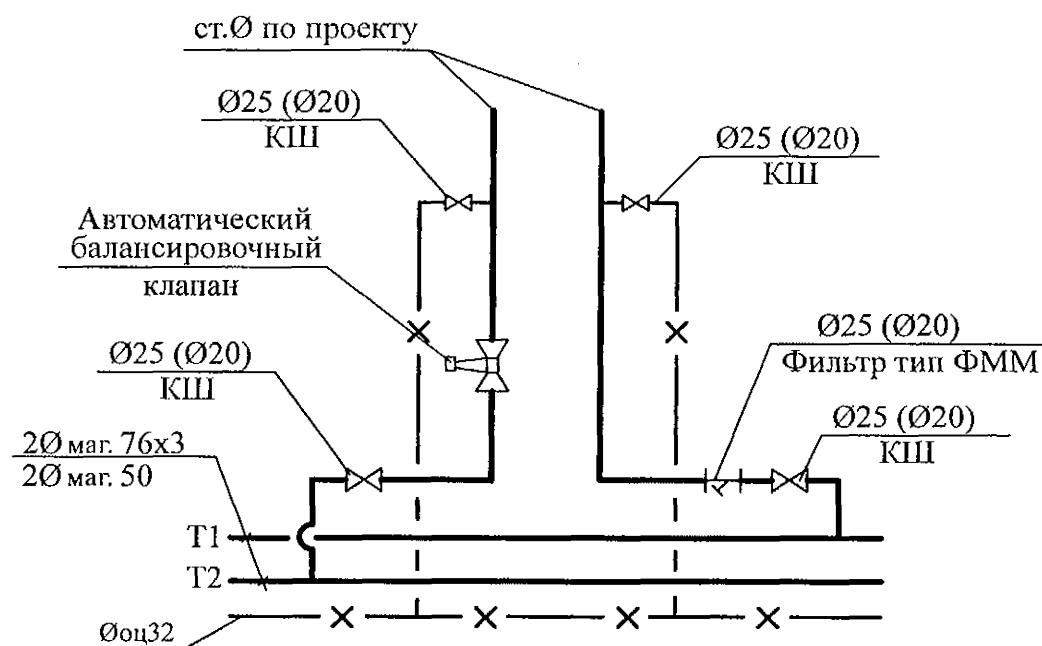 ст.Ø по проекту
Ø25 (Ø20)
КШ
Ø25 (Ø20)
КШ
Автоматический
балансировочный
клапан
Ø25 (Ø20)
Фильтр тип ФММ
Ø25 (Ø20)
КШ
Ø25 (Ø20)
КШ
2Ø маг. 76х3
2Ø маг. 50
Т1
Т2
Øоц32